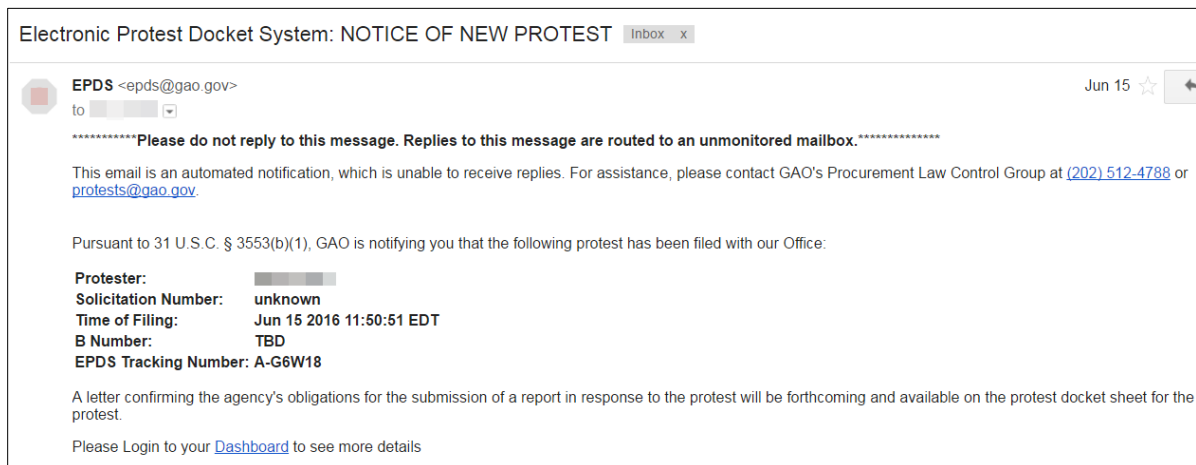 Electronic Protest Docket System: NOTICE OF NEW PROTEST Inbox x
EPDS <epds@gao.gov> Jun 15
to
***********Please do not reply to this message. Replies to this message are routed to an unmonitored mailbox.**************
This email is an automated notification, which is unable to receive replies. For assistance, please contact GAO's Procurement Law Control Group at (202) 512-4788 or
protests@gao.gov.
Pursuant to 31 U.S.C. § 3553(b)(1), GAO is notifying you that the following protest has been filed with our Office:
Protester:
Solicitation Number: unknown
Time of Filing: Jun 15 2016 11:50:51 EDT
B Number: TBD
EPDS Tracking Number: A-G6W18
A letter confirming the agency's obligations for the submission of a report in response to the protest will be forthcoming and available on the protest docket sheet for the
protest.
Please Login to your Dashboard to see more details